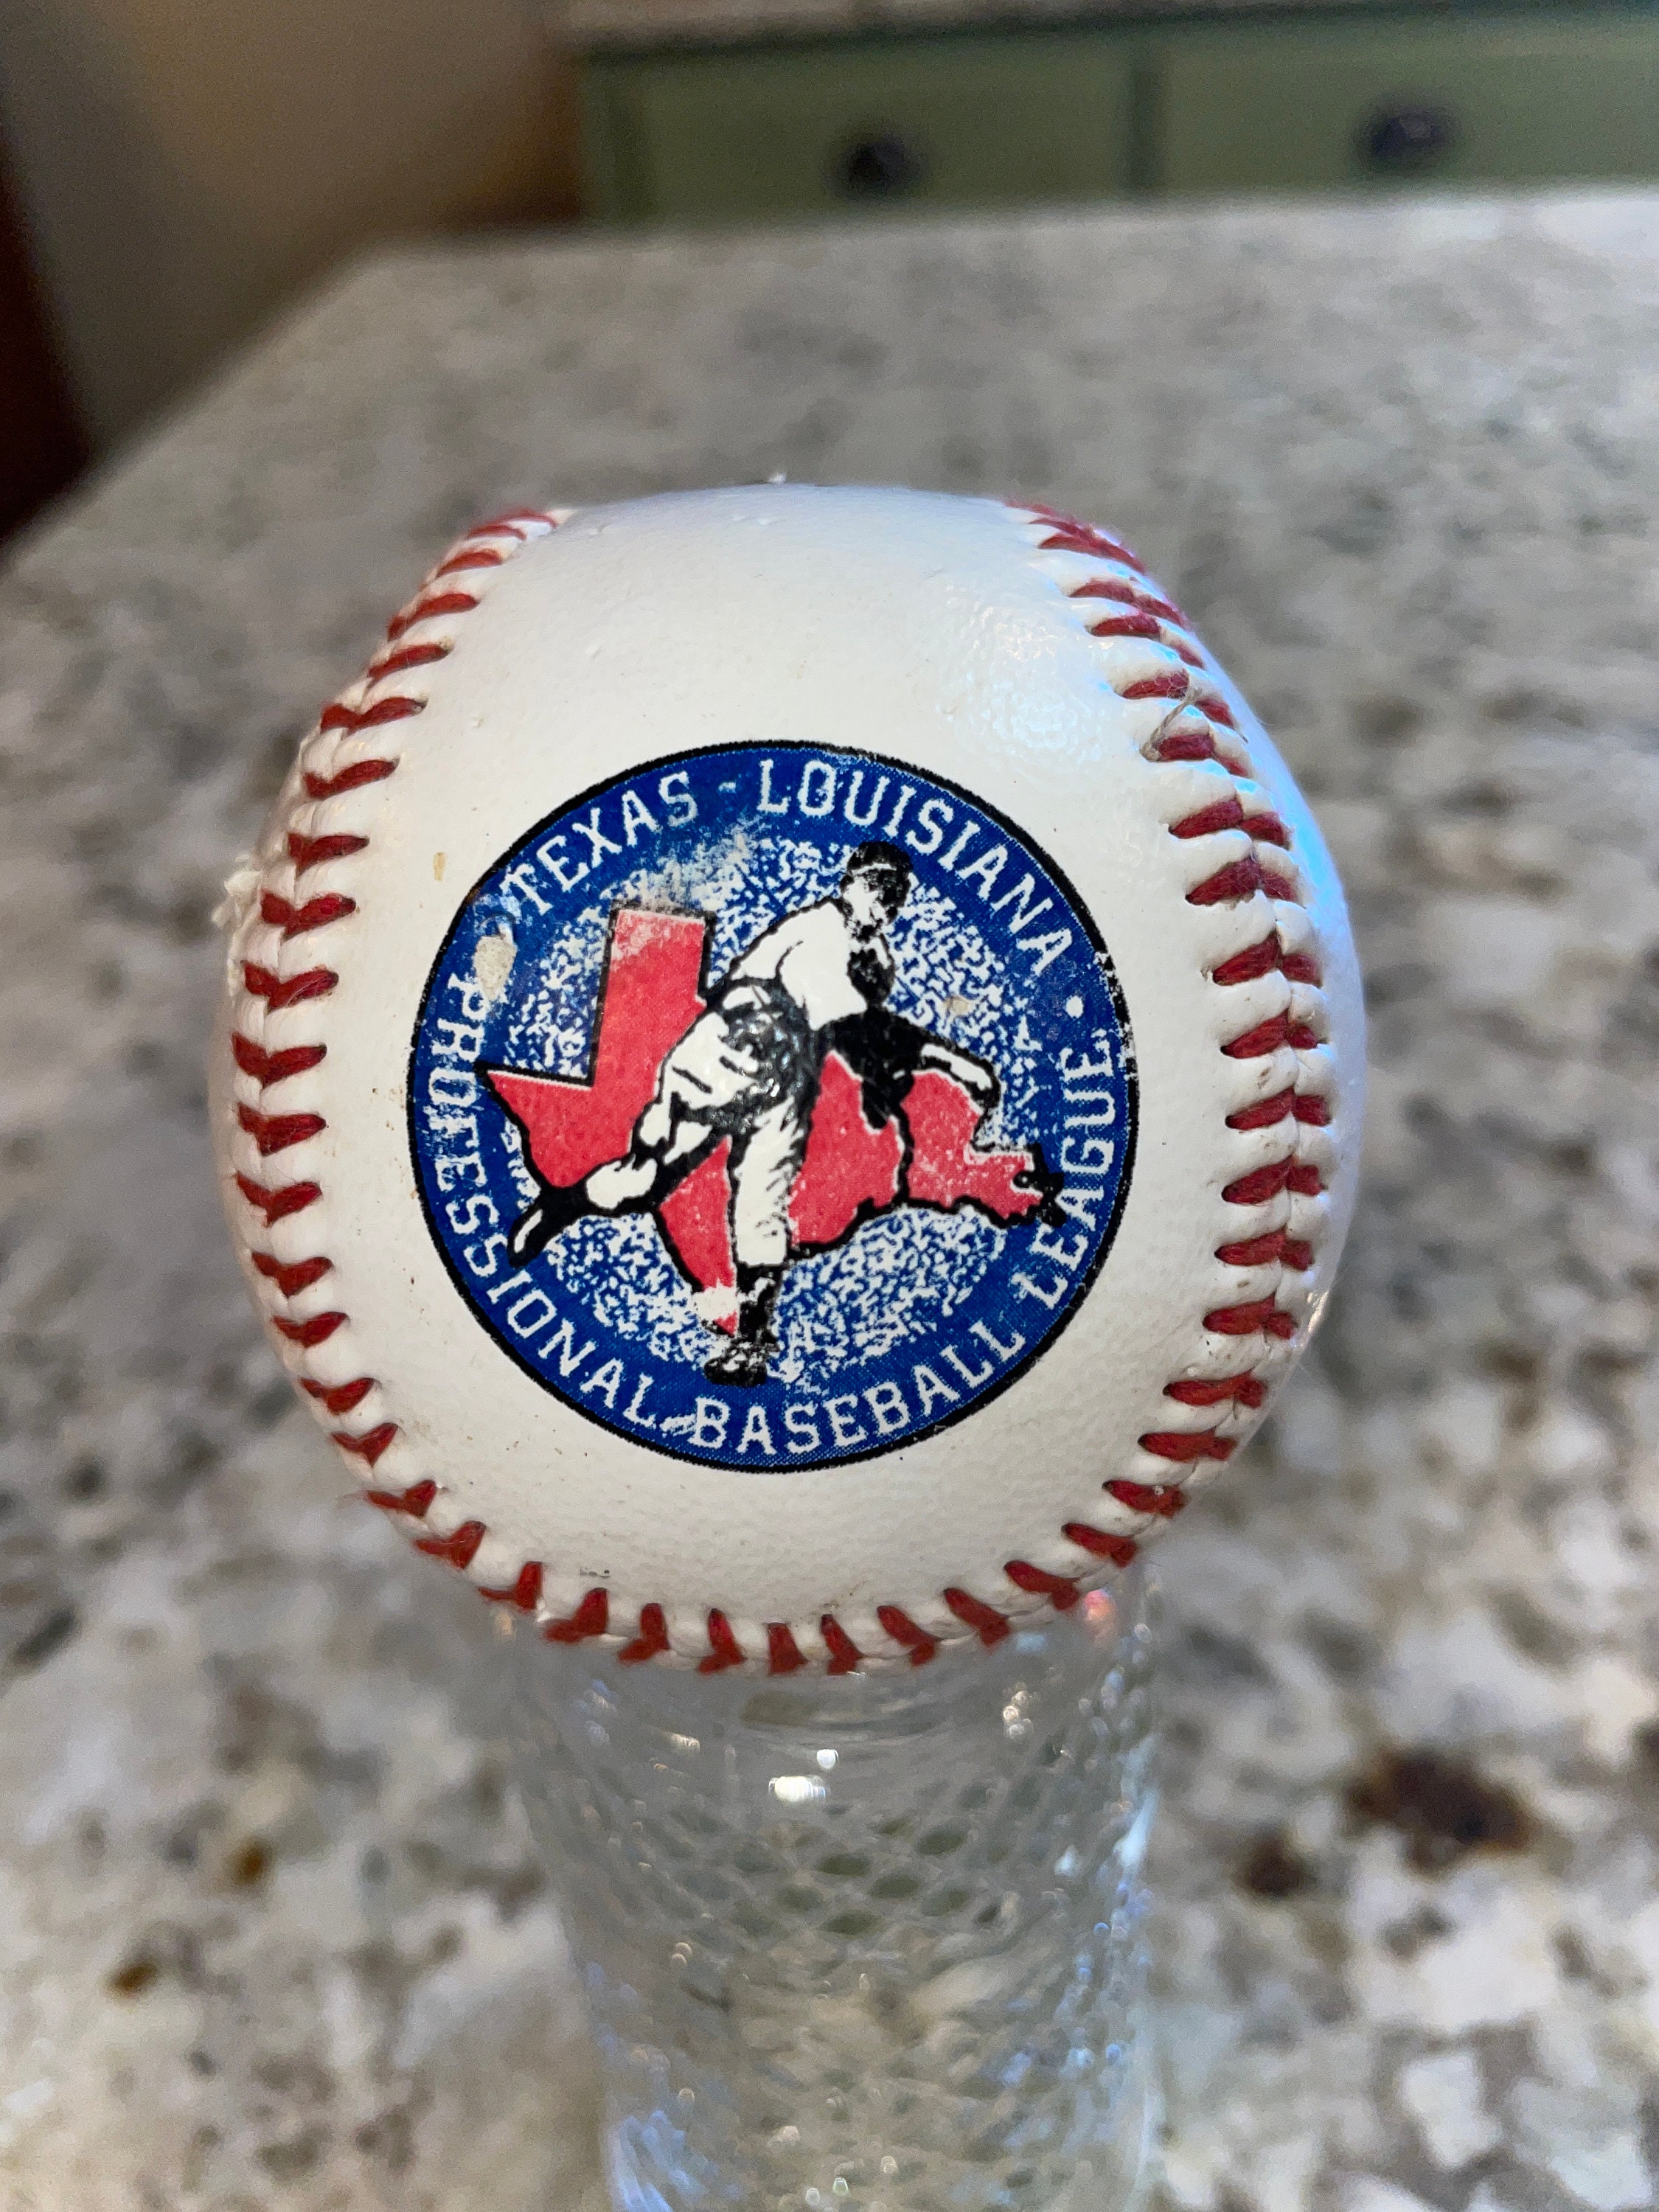 TEXAS - LOUISIANA •
PROFESSIONAL BASEBALL LEAGUE